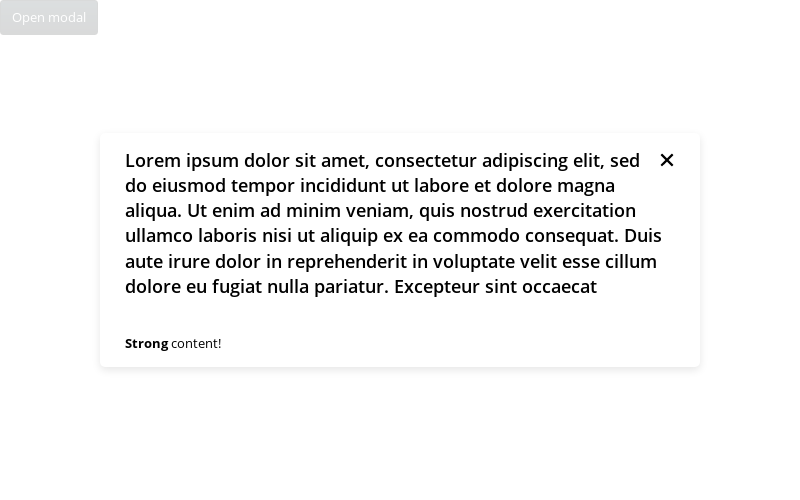 Open modal
Lorem ipsum dolor sit amet, consectetur adipiscing elit, sed
do eiusmod tempor incididunt ut labore et dolore magna
aliqua. Ut enim ad minim veniam, quis nostrud exercitation
ullamco laboris nisi ut aliquip ex ea commodo consequat. Duis
aute irure dolor in reprehenderit in voluptate velit esse cillum
dolore eu fugiat nulla pariatur. Excepteur sint occaecat
Strong content!